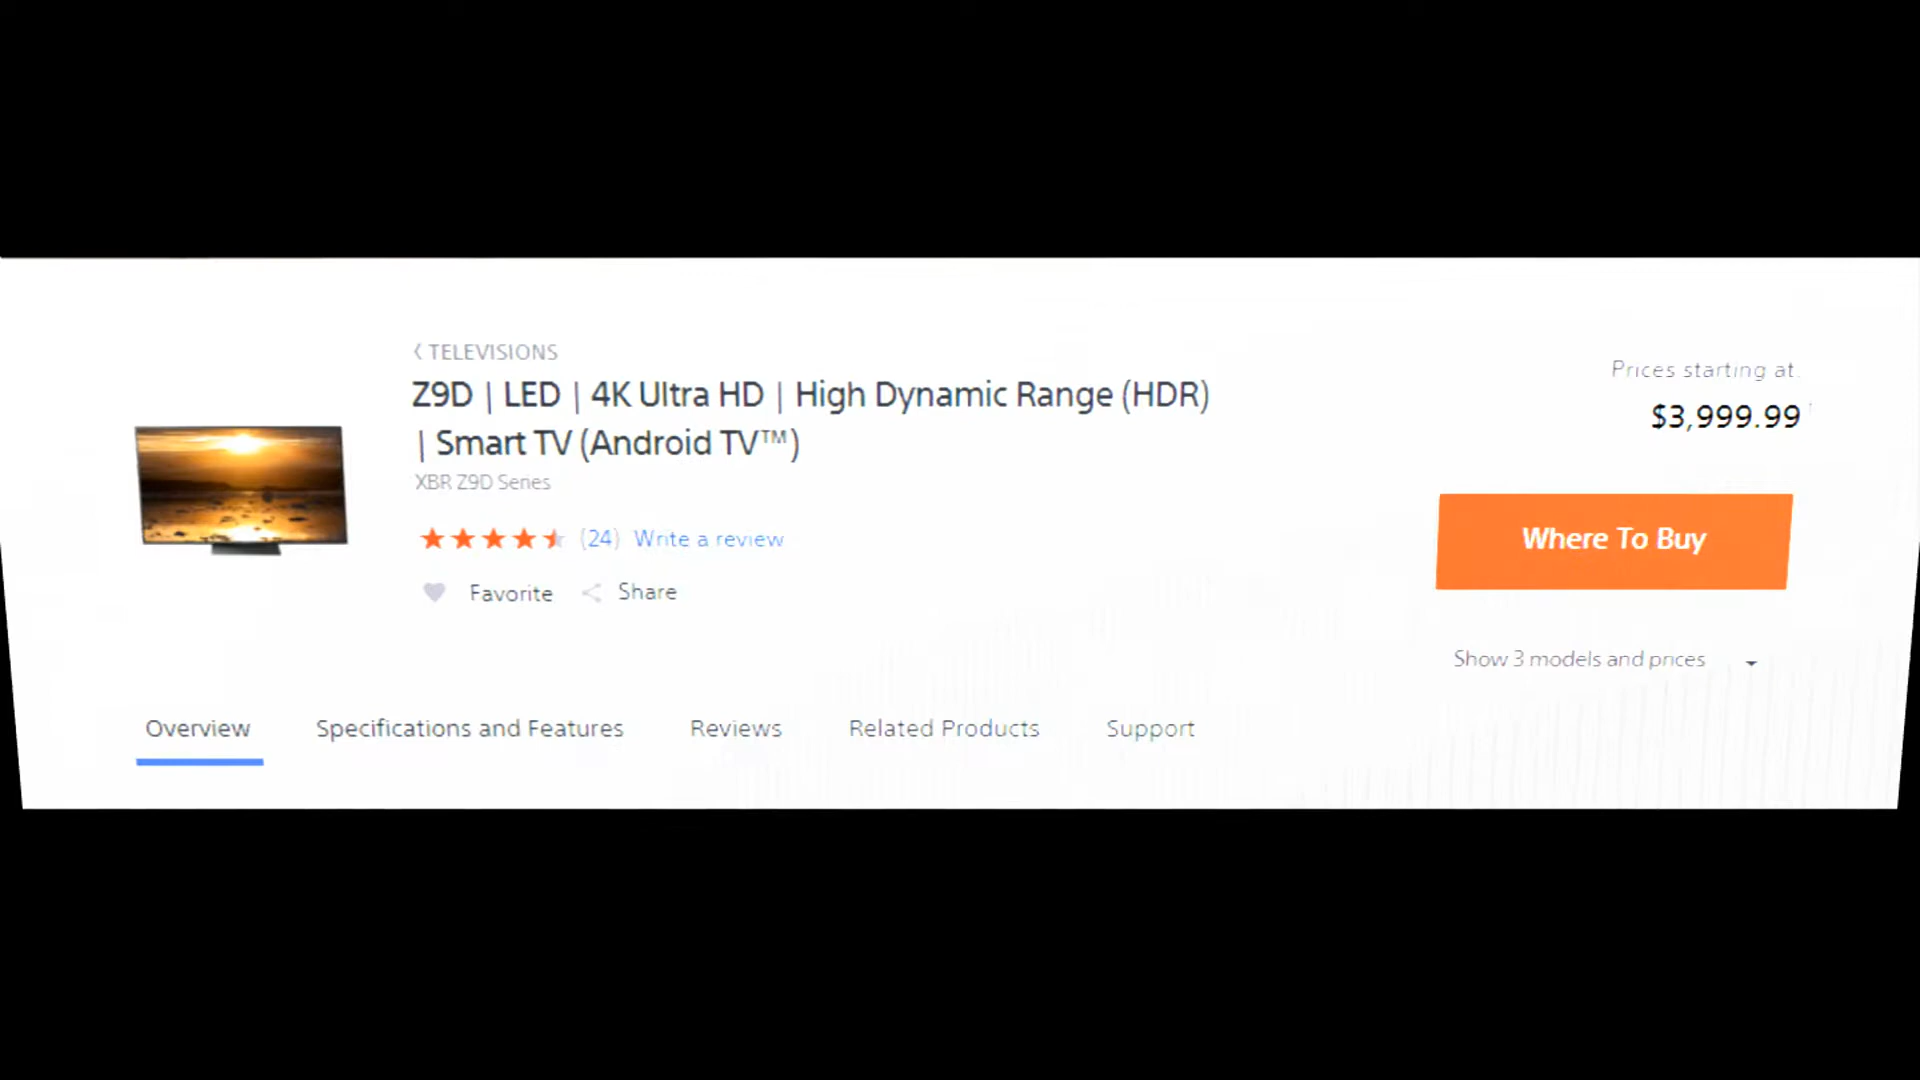 TELEVISIONS
Z9D | LED | 4K Ultra HD | High Dynamic Range (HDR)
| Smart TV (Android TV™)
XBR Z9D Series
(24) Write a review
Favorite Share
Prices starting at
$3,999.99
Where To Buy
Show 3 models and prices
Overview Specifications and Features Reviews Related Products Support